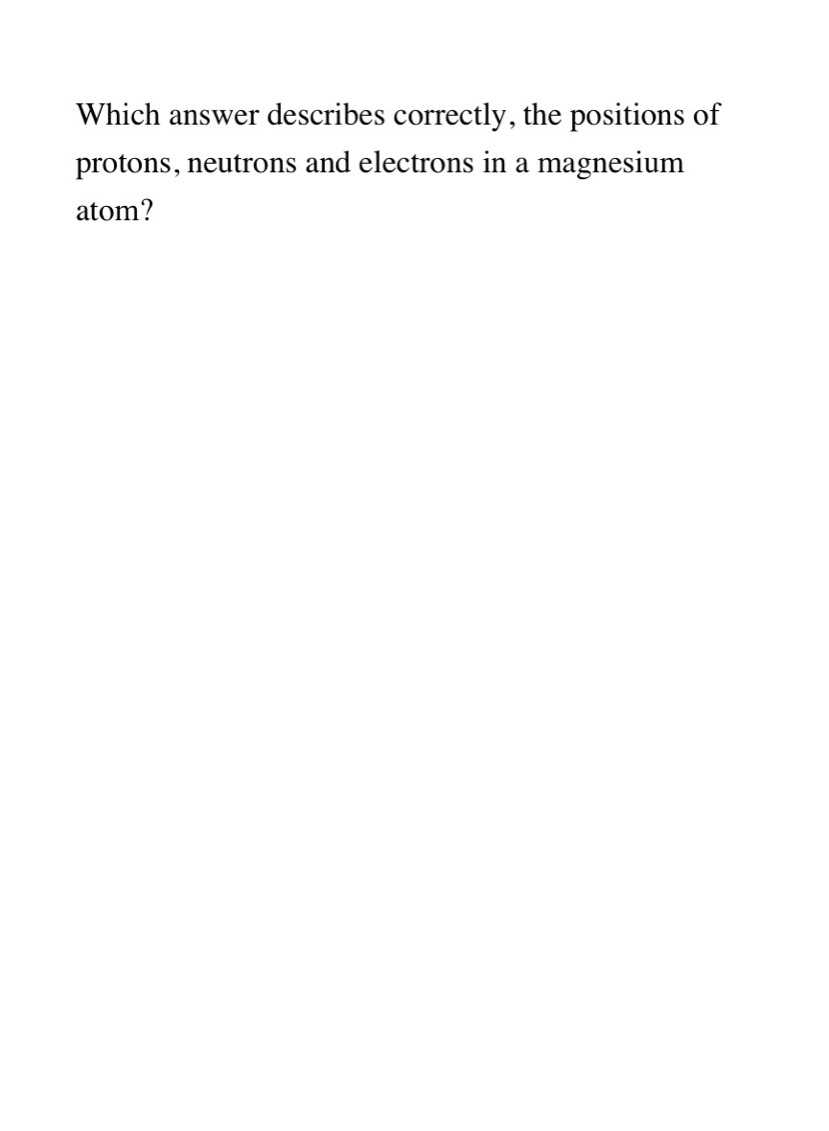 Which answer describes correctly, the positions of
protons, neutrons and electrons in a magnesium
atom?